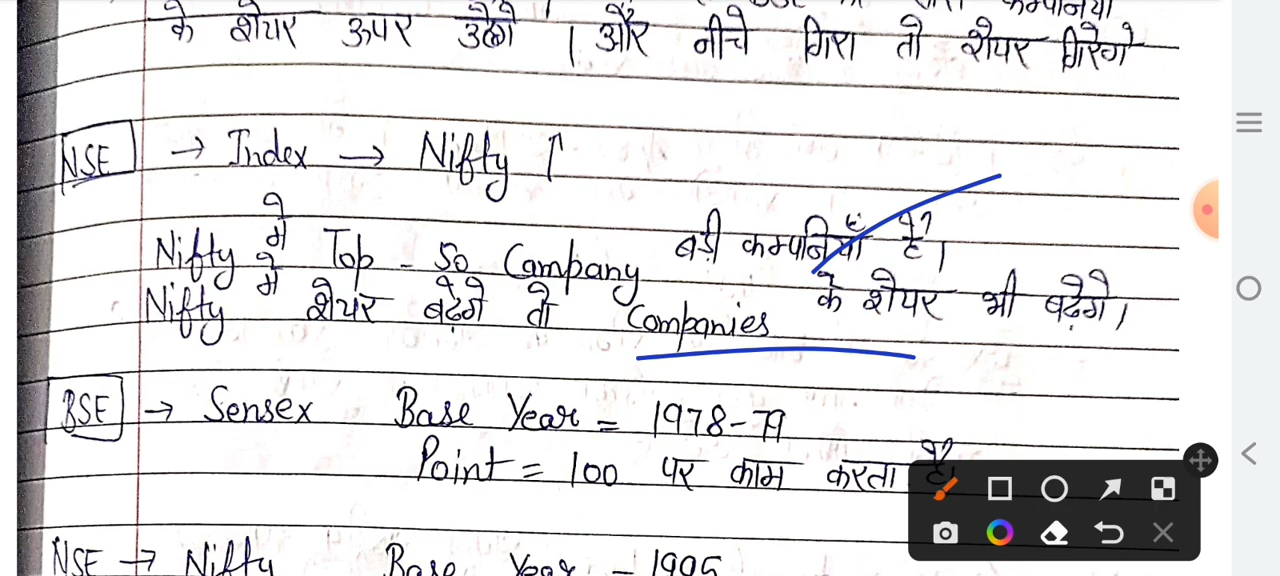 के शेयर ऊपर उठेगे । और नीचे गिरा तो शेयर गिरेगे
NSE → Index → Nifty ↑
Nifty मे Top - 50 Company बड़ी कम्पनियाँ है।
Nifty मे शेयर बढ़ेगे तो Companies के शेयर भी बढ़ेगे।
BSE → Sensex Base Year = 1978-79
Point = 100 पर काम करता है।
NSE → Nifty Base Year = 1995